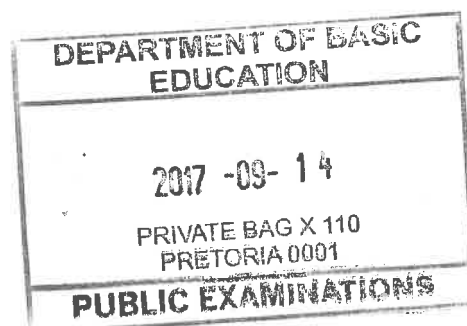 DEPARTMENT OF BASIC
EDUCATION
2017 -09- 14
PRIVATE BAG X 110
PRETORIA 0001
PUBLIC EXAMINATIONS